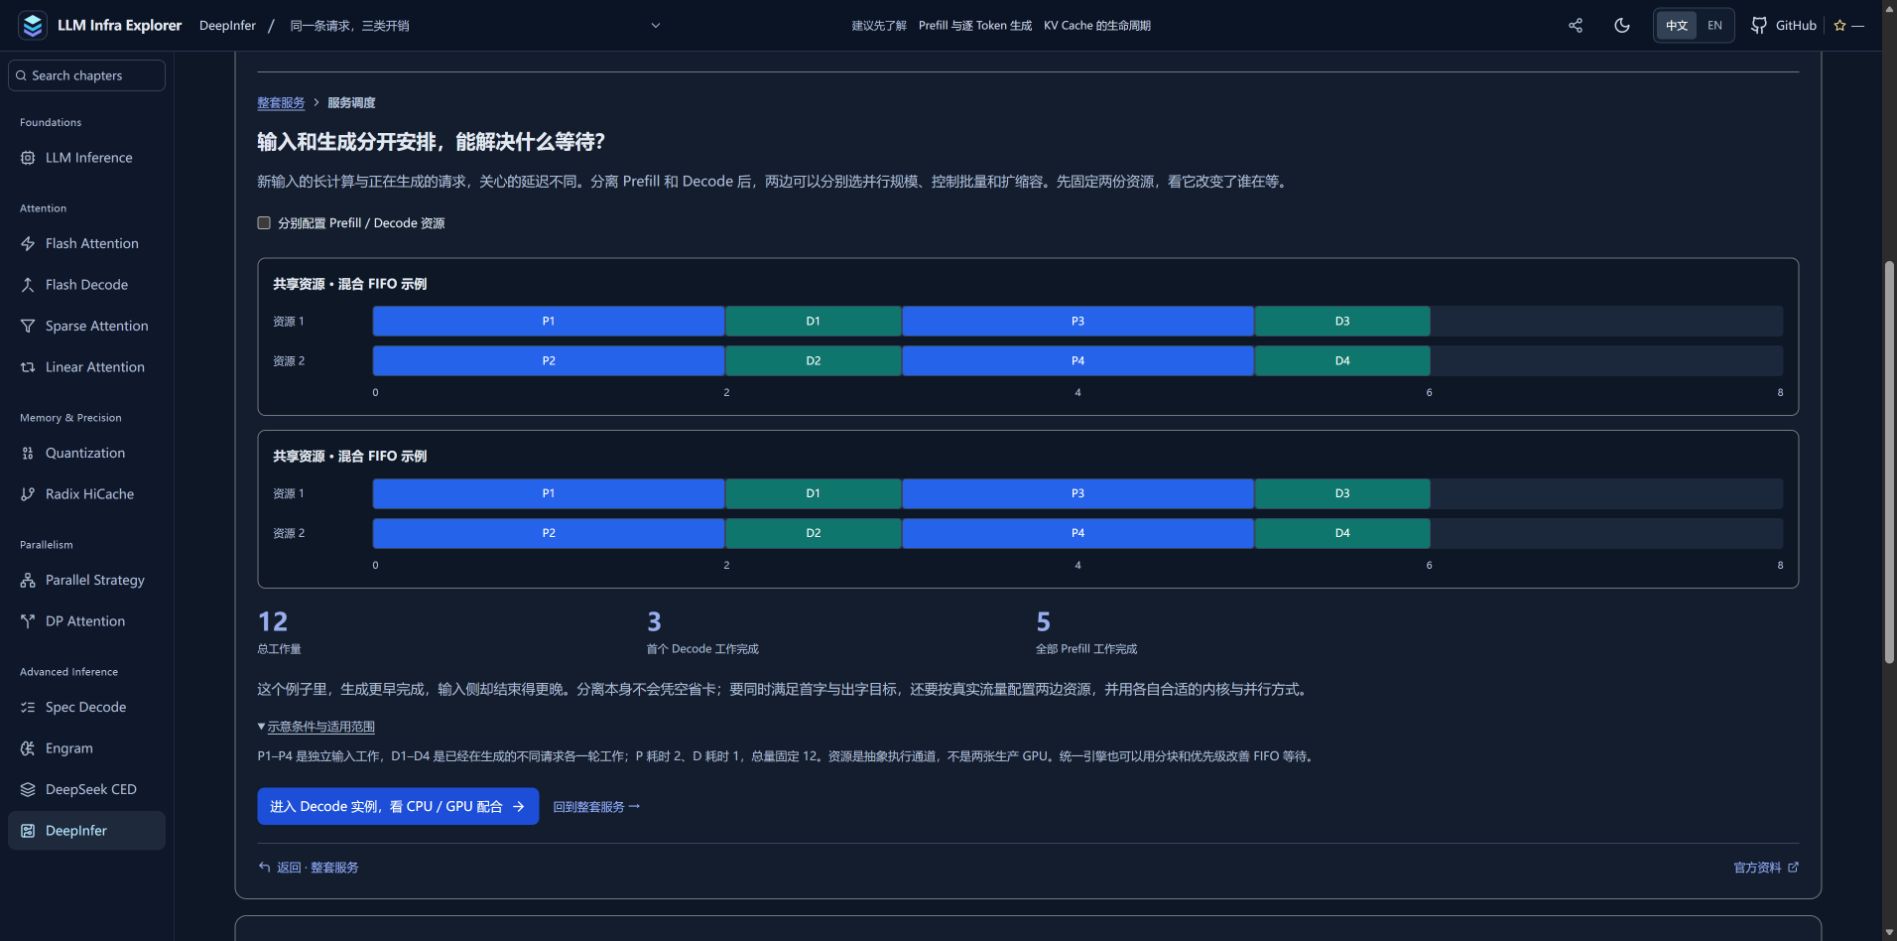 LLM Infra Explorer
DeepInfer / 同一条请求，三类开销
建议先了解 Prefill 与逐 Token 生成 KV Cache 的生命周期
中文 EN
GitHub
Search chapters
Foundations
LLM Inference
Attention
Flash Attention
Flash Decode
Sparse Attention
Linear Attention
Memory & Precision
Quantization
Radix HiCache
Parallelism
Parallel Strategy
DP Attention
Advanced Inference
Spec Decode
Engram
DeepSeek CED
DeepInfer
整套服务 > 服务调度
输入和生成分开安排，能解决什么等待？
新输入的长计算与正在生成的请求，关心的延迟不同。分离 Prefill 和 Decode 后，两边可以分别选并行规模、控制批量和扩缩容。先固定两份资源，看它改变了谁在等。
分别配置 Prefill / Decode 资源
共享资源 · 混合 FIFO 示例
资源 1 P1 D1 P3 D3
资源 2 P2 D2 P4 D4
0 2 4 6 8
共享资源 · 混合 FIFO 示例
资源 1 P1 D1 P3 D3
资源 2 P2 D2 P4 D4
0 2 4 6 8
12 3 5
总工作量 首个 Decode 工作完成 全部 Prefill 工作完成
这个例子里，生成更早完成，输入侧却结束得更晚。分离本身不会凭空省卡；要同时满足首字与出字目标，还要按真实流量配置两边资源，并用各自合适的内核与并行方式。
▼ 示意条件与适用范围
P1–P4 是独立输入工作，D1–D4 是已经在生成的不同请求各一轮工作；P 耗时 2、D 耗时 1，总量固定 12。资源是抽象执行通道，不是两张生产 GPU。统一引擎也可以用分块和优先级改善 FIFO 等待。
进入 Decode 实例，看 CPU / GPU 配合 → 回到整套服务 →
返回 · 整套服务
官方资料